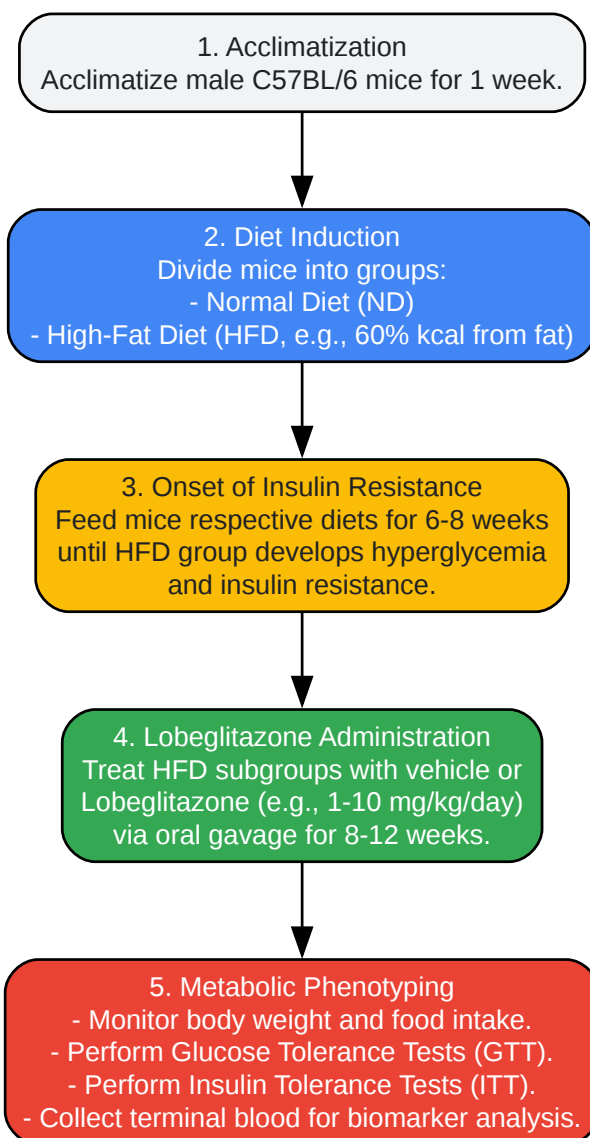 1. Acclimatization
Acclimatize male C57BL/6 mice for 1 week.
2. Diet Induction
Divide mice into groups:
- Normal Diet (ND)
- High-Fat Diet (HFD, e.g., 60% kcal from fat)
3. Onset of Insulin Resistance
Feed mice respective diets for 6-8 weeks
until HFD group develops hyperglycemia
and insulin resistance.
4. Lobeglitazone Administration
Treat HFD subgroups with vehicle or
Lobeglitazone (e.g., 1-10 mg/kg/day)
via oral gavage for 8-12 weeks.
5. Metabolic Phenotyping
- Monitor body weight and food intake.
- Perform Glucose Tolerance Tests (GTT).
- Perform Insulin Tolerance Tests (ITT).
- Collect terminal blood for biomarker analysis.